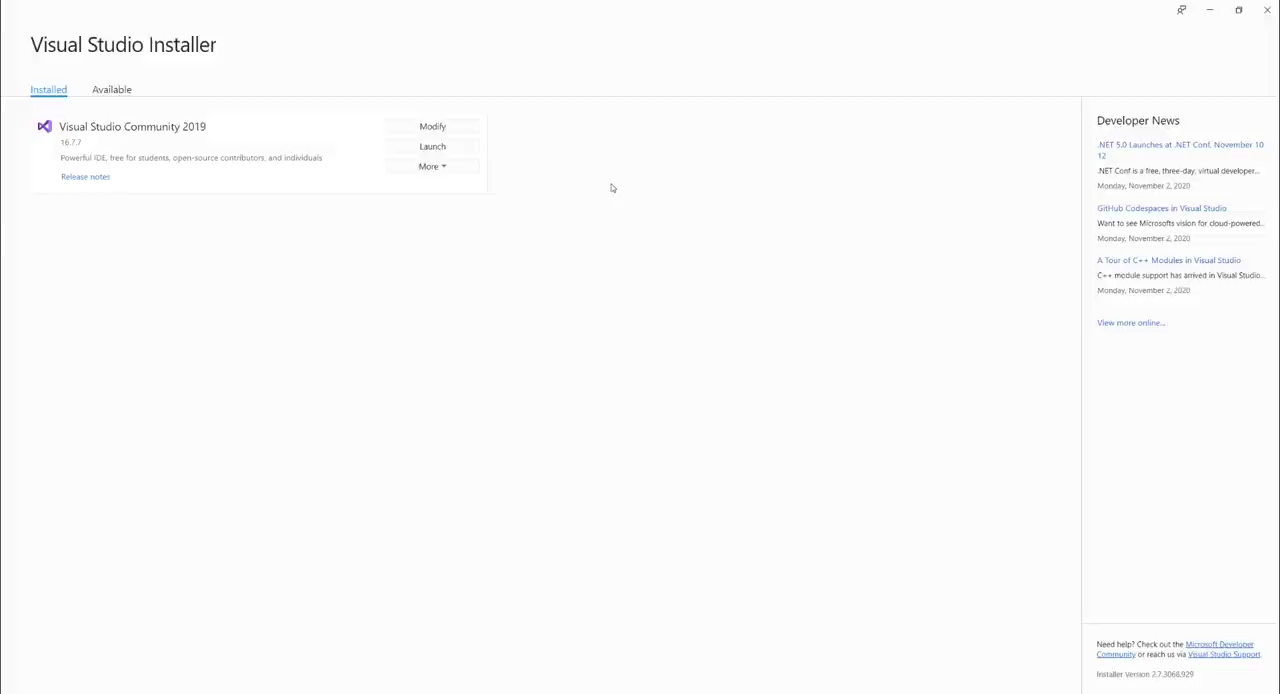 Visual Studio Installer
Installed
Available
Visual Studio Community 2019
16.7.7
Powerful IDE, free for students, open-source contributors, and individuals
Release notes
Modify
Launch
More
Developer News
.NET 5.0 Launches at .NET Conf, November 10
12
.NET Conf is a free, three-day, virtual developer...
Monday, November 2, 2020
GitHub Codespaces in Visual Studio
Want to see Microsofts vision for cloud-powered...
Monday, November 2, 2020
A Tour of C++ Modules in Visual Studio
C++ module support has arrived in Visual Studio...
Monday, November 2, 2020
View more online...
Need help? Check out the Microsoft Developer
Community or reach us via Visual Studio Support
Installer Version 2.7.3068.929